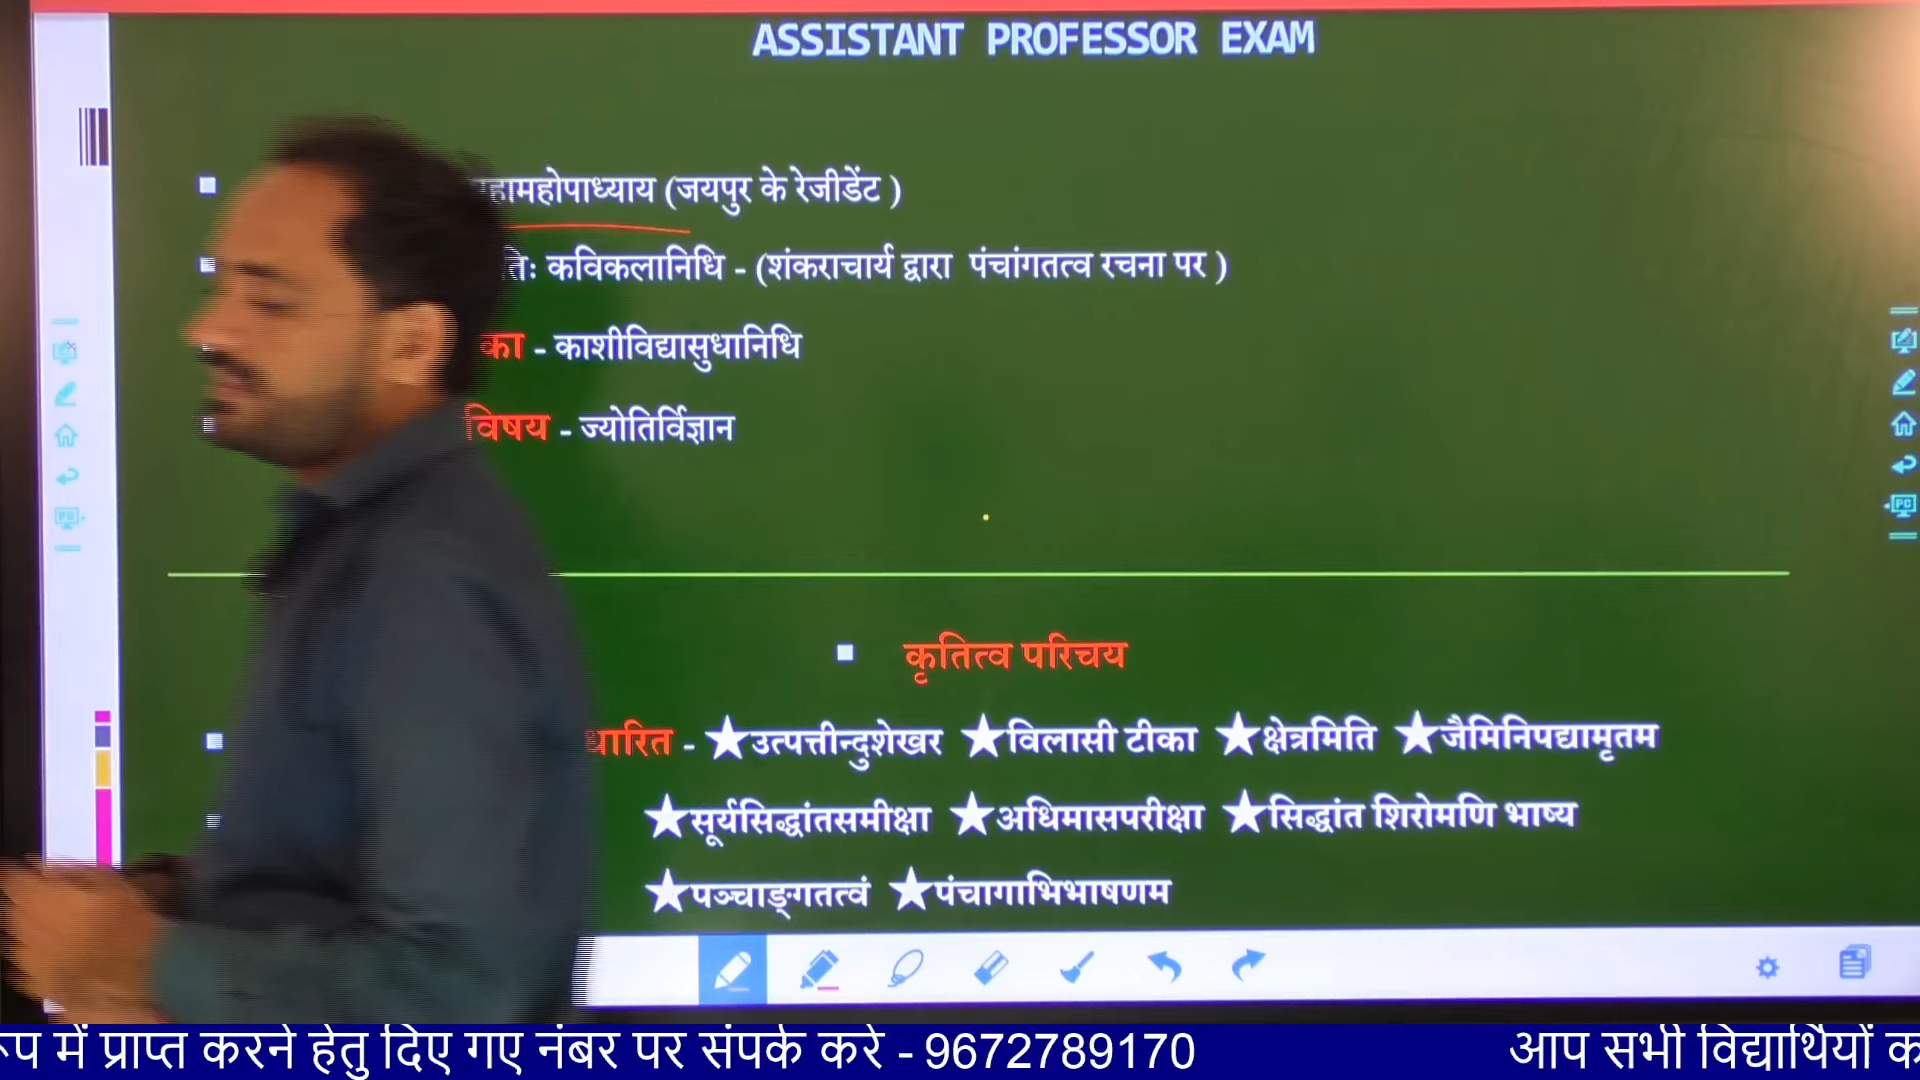 ASSISTANT PROFESSOR EXAM
(जयपुर के रेजीडेंट )
कविकलानिधि - (शंकराचार्य द्वारा पंचांगतत्व रचना पर )
- काशीविद्यासुधानिधि
विषय - ज्योतिर्विज्ञान
कृतित्व परिचय
- ★उत्पत्तीन्दुशेखर ★विलासी टीका ★क्षेत्रमिति ★जैमिनिपद्यामृतम
★सूर्यसिद्धांतसमीक्षा ★अधिमासपरीक्षा ★सिद्धांत शिरोमणि भाष्य
★पञ्चाङ्गतत्वं ★पंचागाभिभाषणम
में प्राप्त करने हेतु दिए गए नंबर पर संपर्क करे - 9672789170 आप सभी विद्यार्थियों